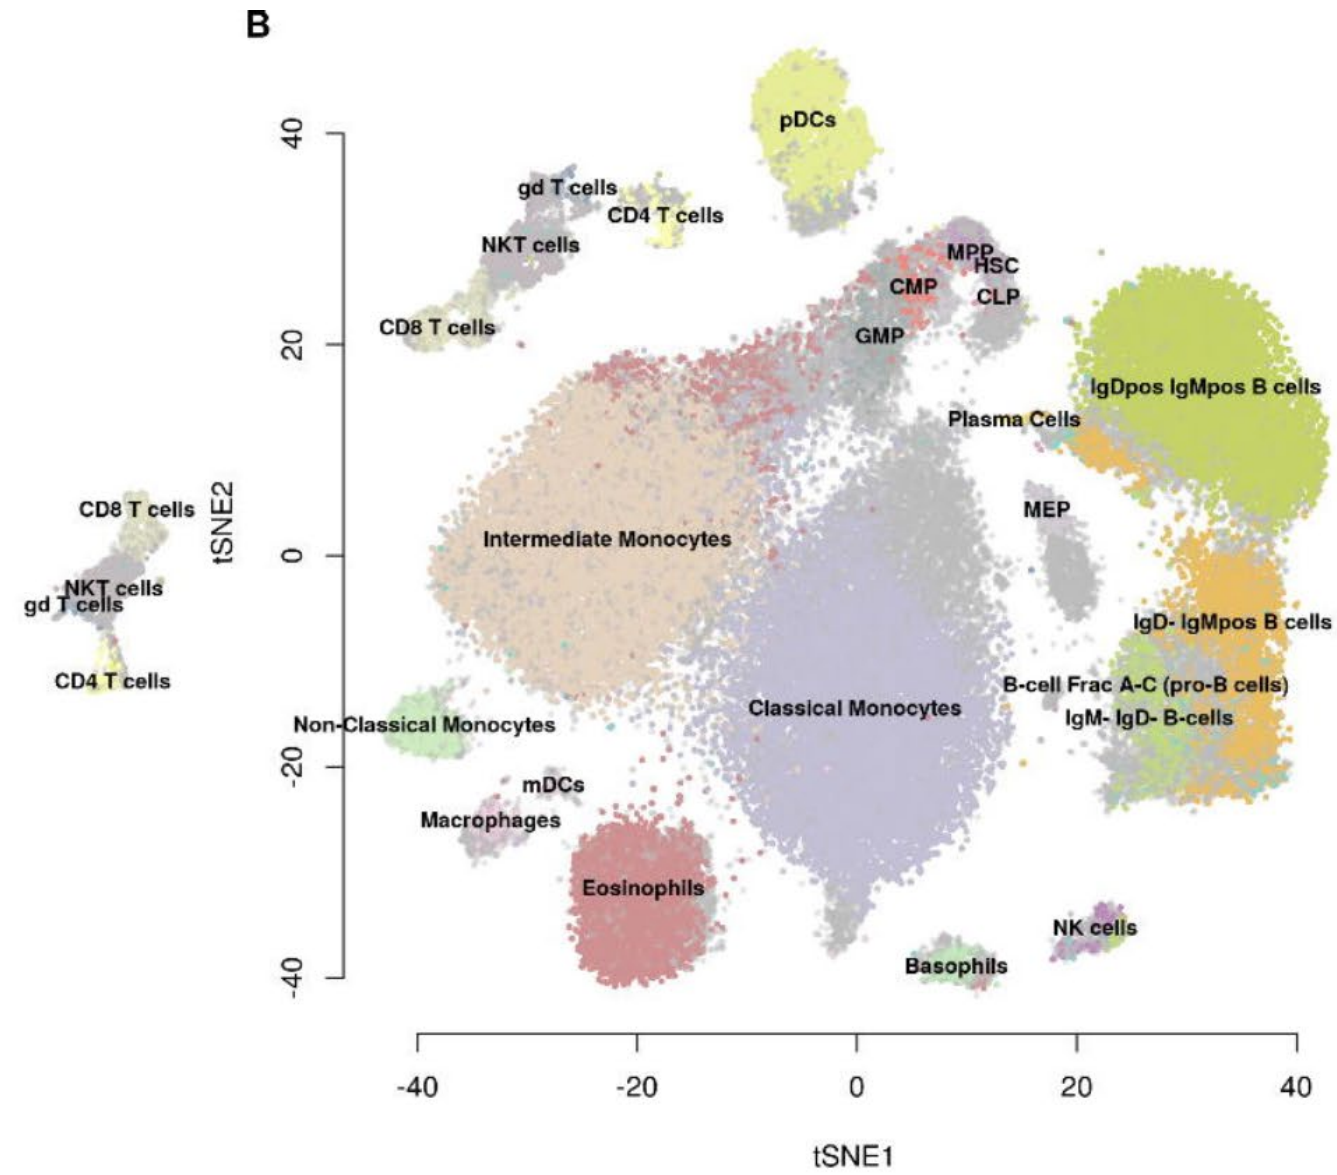 B
pDCs
40
gd T cells
CD4 T cells
NKT cells
MPP
HSC
CMP
CLP
CD8 T cells
GMP
20
IgDpos IgMpos B cells
Plasma Cells
CD8 T cells
MEP
tSNE2
Intermediate Monocytes
0
NKT cells
gd T cells
IgD- IgMpos B cells
CD4 T cells
B-cell Frac A-C (pro-B cells)
Classical Monocytes
IgM- IgD- B-cells
Non-Classical Monocytes
-20
mDCs
Macrophages
Eosinophils
NK cells
Basophils
-40
-40
-20
0
20
40
tSNE1